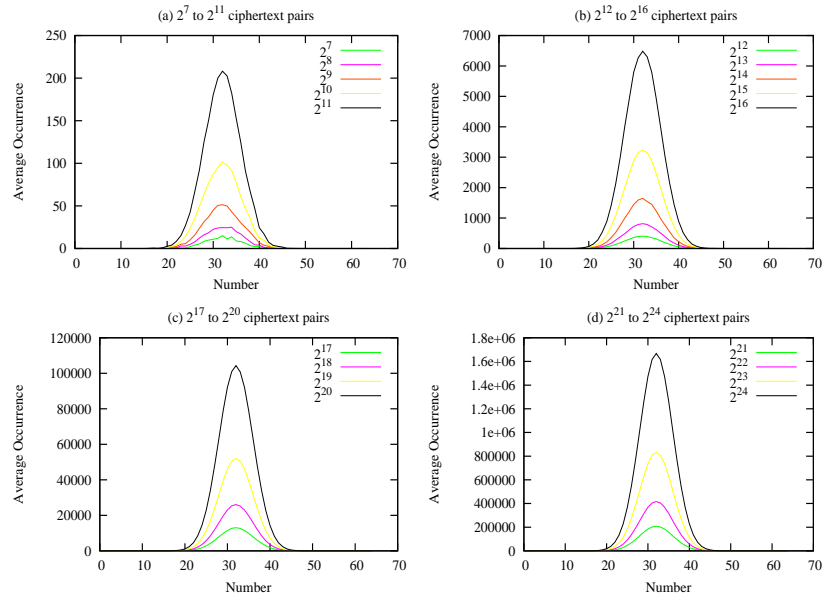 (a) 2^7 to 2^11 ciphertext pairs
250
200
150
100
50
0
Average Occurrence
2^7
2^8
2^9
2^10
2^11
0 10 20 30 40 50 60 70
Number
(b) 2^12 to 2^16 ciphertext pairs
7000
6000
5000
4000
3000
2000
1000
0
Average Occurrence
2^12
2^13
2^14
2^15
2^16
0 10 20 30 40 50 60 70
Number
(c) 2^17 to 2^20 ciphertext pairs
120000
100000
80000
60000
40000
20000
0
Average Occurrence
2^17
2^18
2^19
2^20
0 10 20 30 40 50 60 70
Number
(d) 2^21 to 2^24 ciphertext pairs
1.8e+06
1.6e+06
1.4e+06
1.2e+06
1e+06
800000
600000
400000
200000
0
Average Occurrence
2^21
2^22
2^23
2^24
0 10 20 30 40 50 60 70
Number